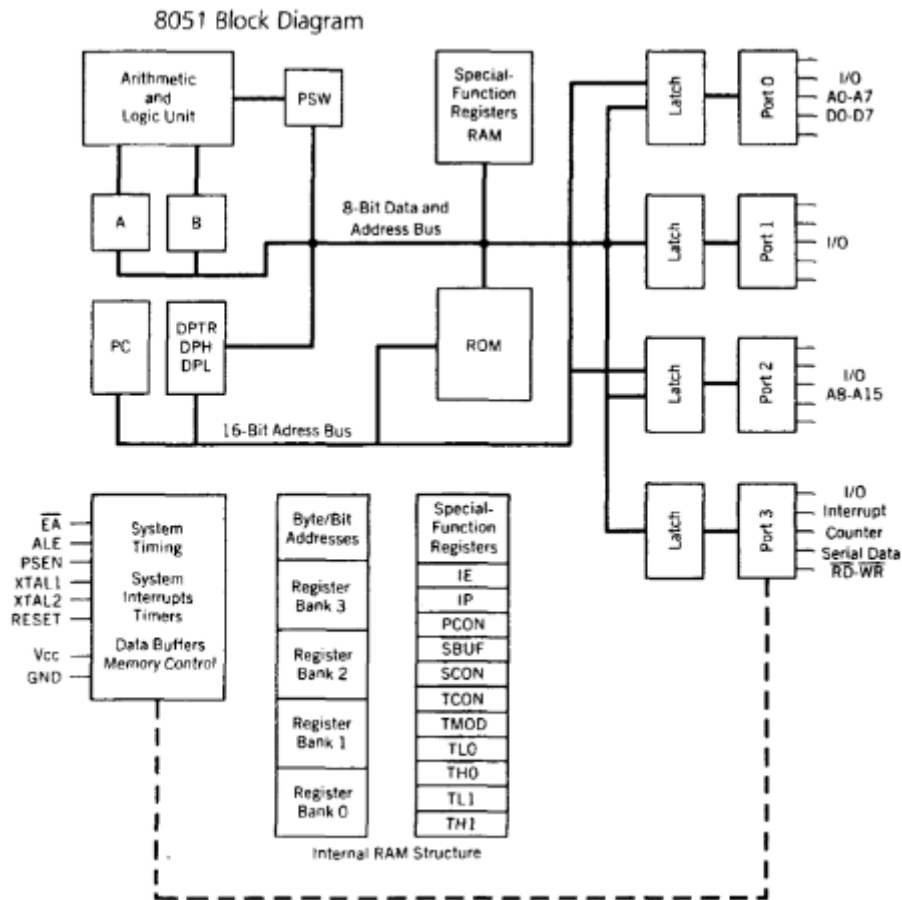 8051 Block Diagram
Arithmetic
and
Logic Unit
PSW
A
B
Special-
Function
Registers
RAM
8-Bit Data and
Address Bus
PC
DPTR
DPH
DPL
ROM
16-Bit Adress Bus
Latch
Port 0
I/O
A0-A7
D0-D7
Latch
Port 1
I/O
Latch
Port 2
I/O
A8-A15
Latch
Port 3
I/O
Interrupt
Counter
Serial Data
RD-WR
EA
ALE
PSEN
XTAL1
XTAL2
RESET
Vcc
GND
System
Timing
System
Interrupts
Timers
Data Buffers
Memory Control
Byte/Bit
Addresses
Register
Bank 3
Register
Bank 2
Register
Bank 1
Register
Bank 0
Special-
Function
Registers
IE
IP
PCON
SBUF
SCON
TCON
TMOD
TL0
TH0
TL1
TH1
Internal RAM Structure